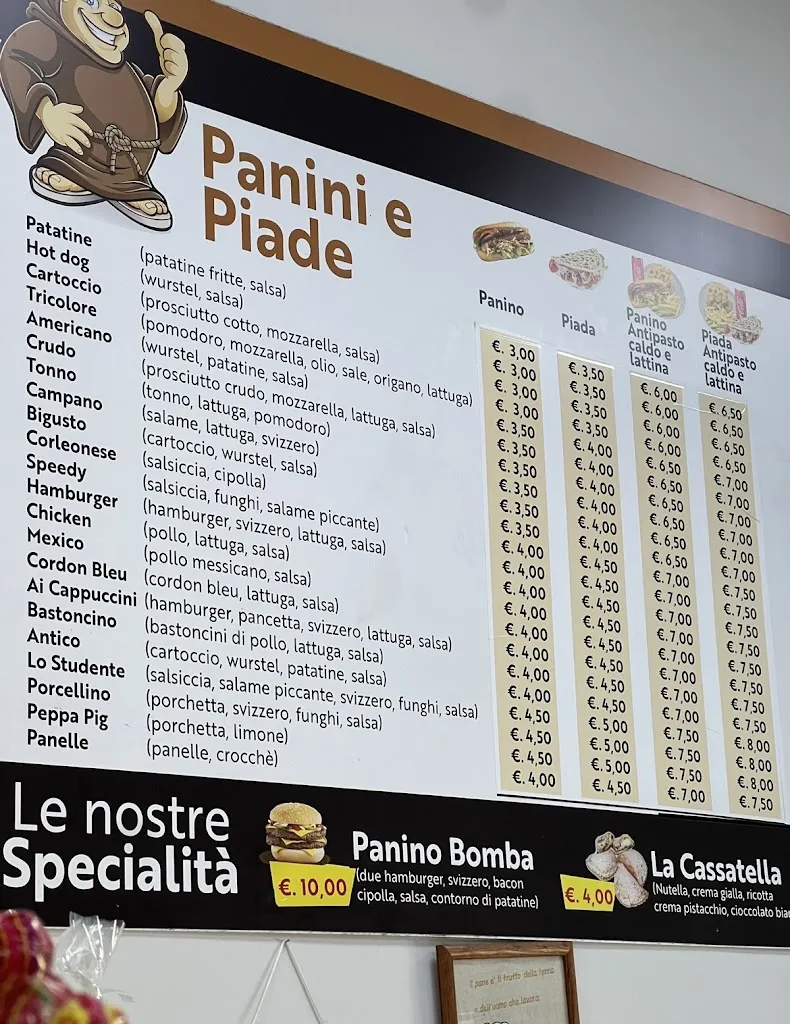 Panini e
Piade
Panino
Piada
Panino
Antipasto
caldo e
lattina
Piada
Antipasto
caldo e
lattina
Patatine (patatine fritte, salsa) €. 3,00 €. 3,50 €. 6,00 €. 6,50
Hot dog (wurstel, salsa) €. 3,00 €. 3,50 €. 6,00 €. 6,50
Cartoccio (prosciutto cotto, mozzarella, salsa) €. 3,00 €. 3,50 €. 6,00 €. 6,50
Tricolore (pomodoro, mozzarella, olio, sale, origano, lattuga) €. 3,00 €. 3,50 €. 6,00 €. 6,50
Americano (wurstel, patatine, salsa) €. 3,50 €. 4,00 €. 6,50 €. 7,00
Crudo (prosciutto crudo, mozzarella, lattuga, salsa) €. 3,50 €. 4,00 €. 6,50 €. 7,00
Tonno (tonno, lattuga, pomodoro) €. 3,50 €. 4,00 €. 6,50 €. 7,00
Campano (salame, lattuga, svizzero) €. 3,50 €. 4,00 €. 6,50 €. 7,00
Bigusto (cartoccio, wurstel, salsa) €. 3,50 €. 4,00 €. 6,50 €. 7,00
Corleonese (salsiccia, cipolla) €. 3,50 €. 4,00 €. 6,50 €. 7,00
Speedy (salsiccia, funghi, salame piccante) €. 4,00 €. 4,50 €. 7,00 €. 7,50
Hamburger (hamburger, svizzero, lattuga, salsa) €. 4,00 €. 4,50 €. 7,00 €. 7,50
Chicken (pollo, lattuga, salsa) €. 4,00 €. 4,50 €. 7,00 €. 7,50
Mexico (pollo messicano, salsa) €. 4,00 €. 4,50 €. 7,00 €. 7,50
Cordon Bleu (cordon bleu, lattuga, salsa) €. 4,00 €. 4,50 €. 7,00 €. 7,50
Ai Cappuccini (hamburger, pancetta, svizzero, lattuga, salsa) €. 4,00 €. 4,50 €. 7,00 €. 7,50
Bastoncino (bastoncini di pollo, lattuga, salsa) €. 4,00 €. 4,50 €. 7,00 €. 7,50
Antico (cartoccio, wurstel, patatine, salsa) €. 4,00 €. 4,50 €. 7,00 €. 7,50
Lo Studente (salsiccia, salame piccante, svizzero, funghi, salsa) €. 4,50 €. 5,00 €. 7,50 €. 8,00
Porcellino (porchetta, svizzero, funghi, salsa) €. 4,50 €. 5,00 €. 7,50 €. 8,00
Peppa Pig (porchetta, limone) €. 4,50 €. 5,00 €. 7,50 €. 8,00
Panelle (panelle, crocchè) €. 4,00 €. 4,50 €. 7,00 €. 7,50
Le nostre
Specialità
€. 10,00
Panino Bomba
(due hamburger, svizzero, bacon
cipolla, salsa, contorno di patatine)
€. 4,00
La Cassatella
(Nutella, crema gialla, ricotta
crema pistacchio, cioccolato bia
Il pane e' il frutto della terra
e dell'uomo che lavora